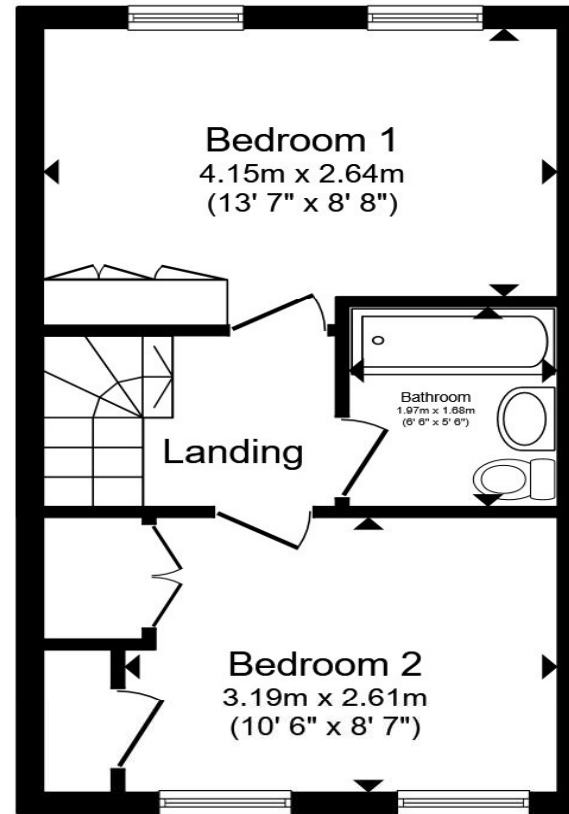 Bedroom 1
4.15m x 2.64m
(13' 7" x 8' 8")
Bathroom
1.97m x 1.68m
(6' 6" x 5' 6")
Landing
Bedroom 2
3.19m x 2.61m
(10' 6" x 8' 7")